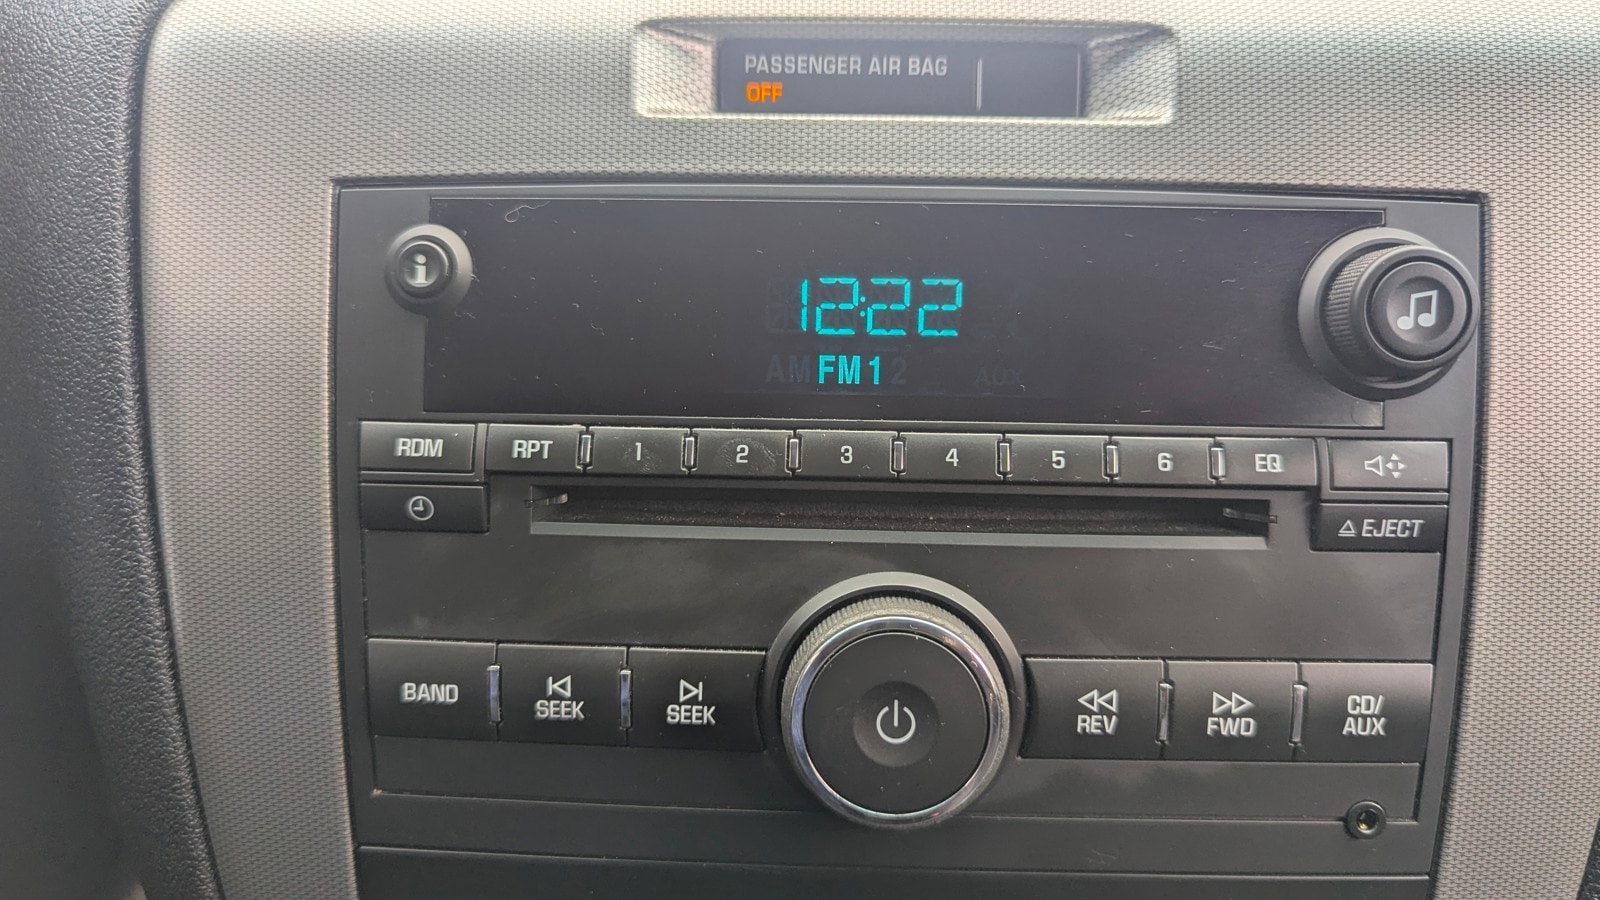 PASSENGER AIR BAG
OFF
i
12:22
AM FM 1 2 AUX
RDM RPT 1 2 3 4 5 6 EQ
EJECT
BAND SEEK SEEK REV FWD CD/
AUX